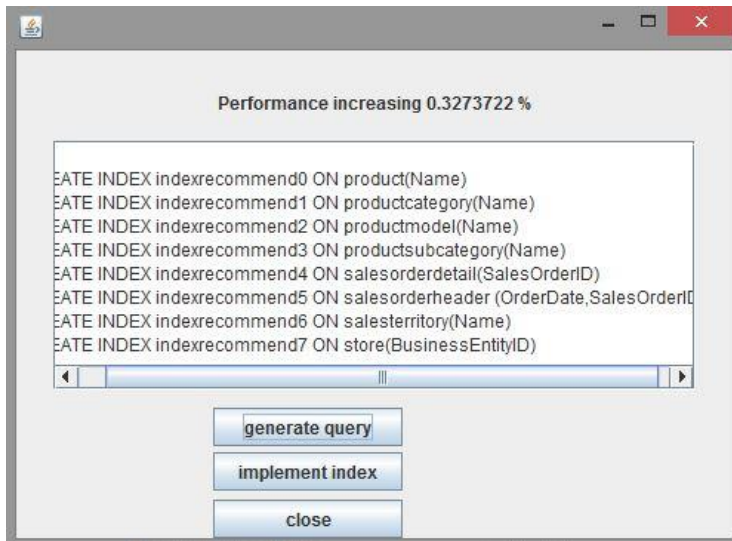 Performance increasing 0.3273722 %
EATE INDEX indexrecommend0 ON product(Name)
EATE INDEX indexrecommend1 ON productcategory(Name)
EATE INDEX indexrecommend2 ON productmodel(Name)
EATE INDEX indexrecommend3 ON productsubcategory(Name)
EATE INDEX indexrecommend4 ON salesorderdetail(SalesOrderID)
EATE INDEX indexrecommend5 ON salesorderheader (OrderDate,SalesOrderID
EATE INDEX indexrecommend6 ON salesterritory(Name)
EATE INDEX indexrecommend7 ON store(BusinessEntityID)
generate query
implement index
close